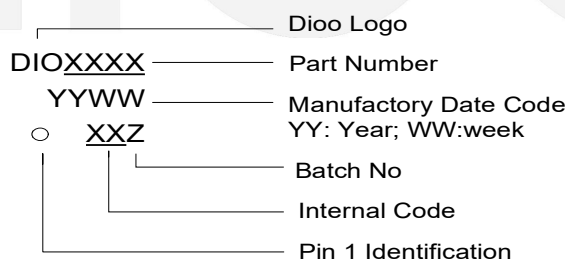 Dioo Logo
DIOXXXX
Part Number
YYWW
Manufactory Date Code
YY: Year; WW:week
XXZ
Batch No
Internal Code
Pin 1 Identification